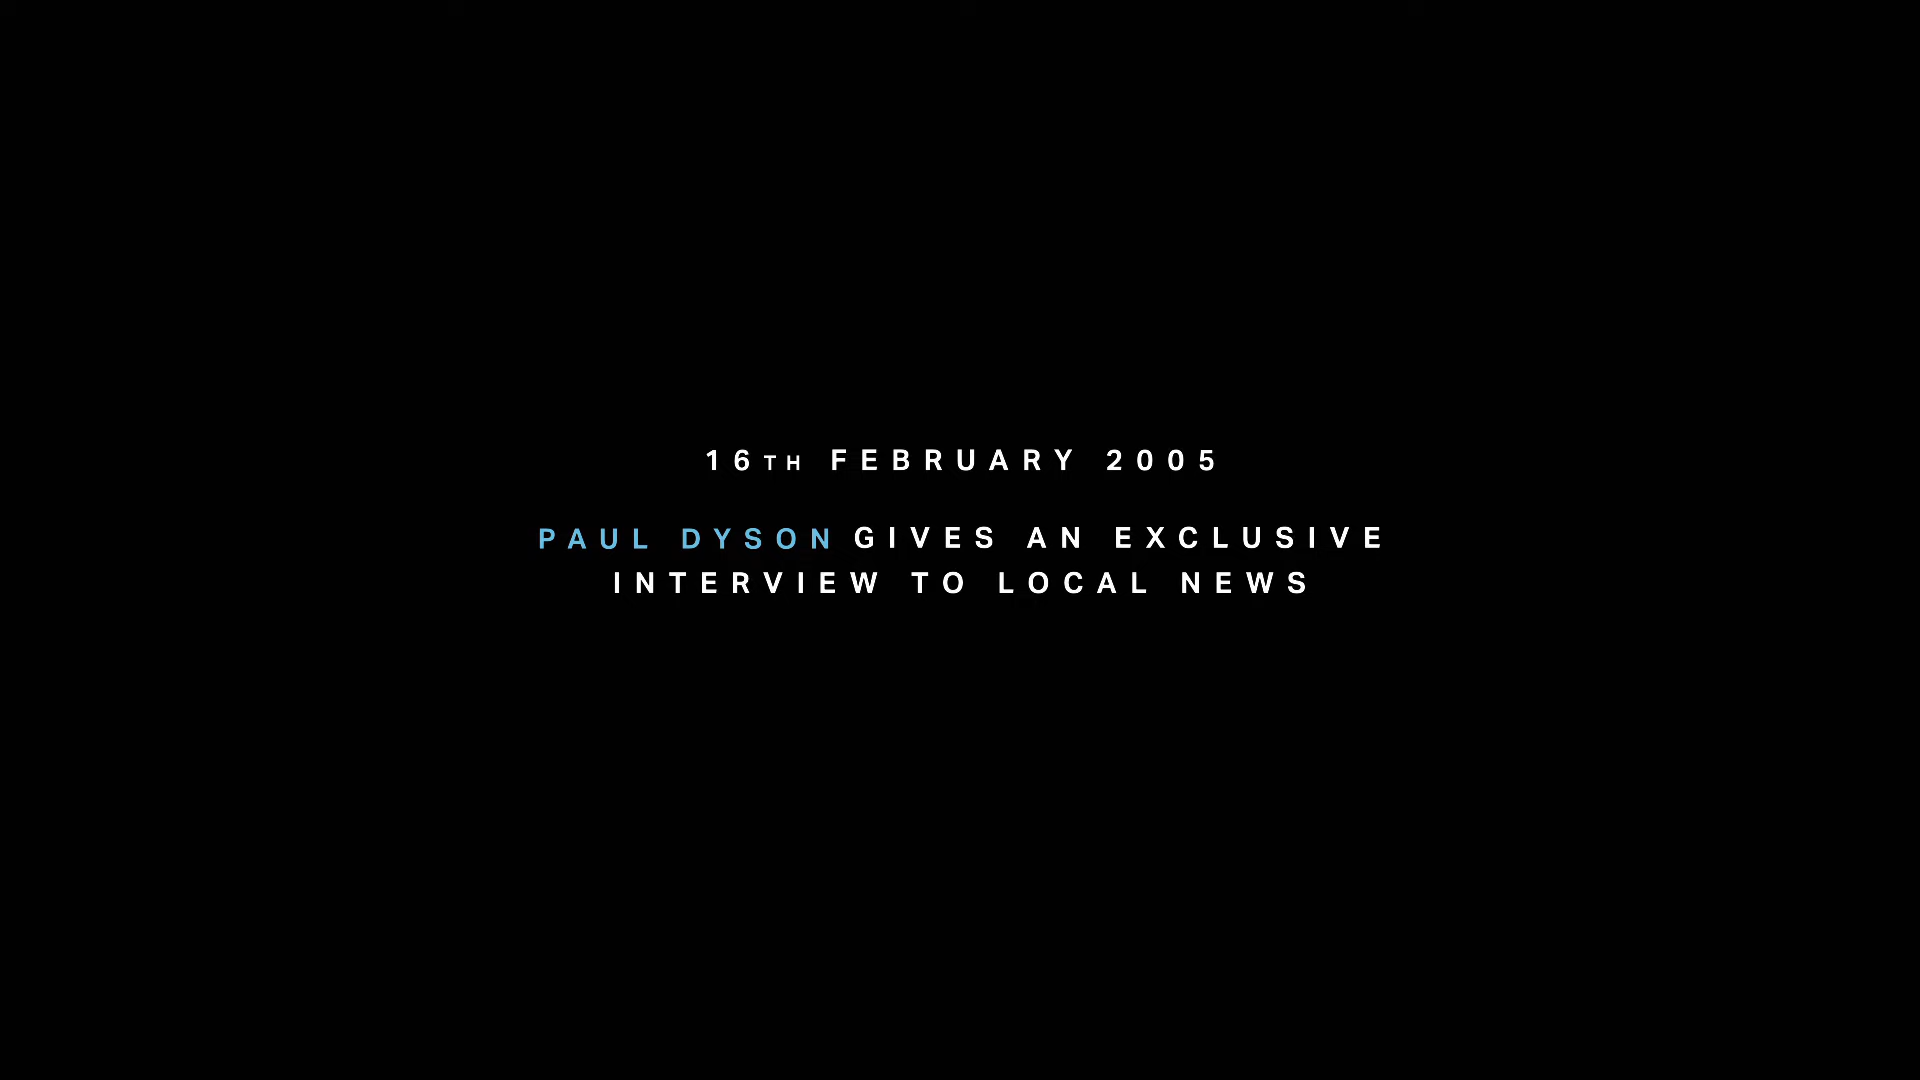 16TH FEBRUARY 2005
PAUL DYSON GIVES AN EXCLUSIVE
INTERVIEW TO LOCAL NEWS